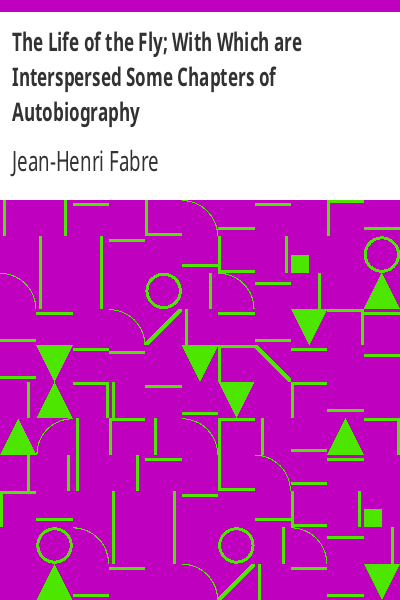 The Life of the Fly; With Which are
Interspersed Some Chapters of
Autobiography
Jean-Henri Fabre